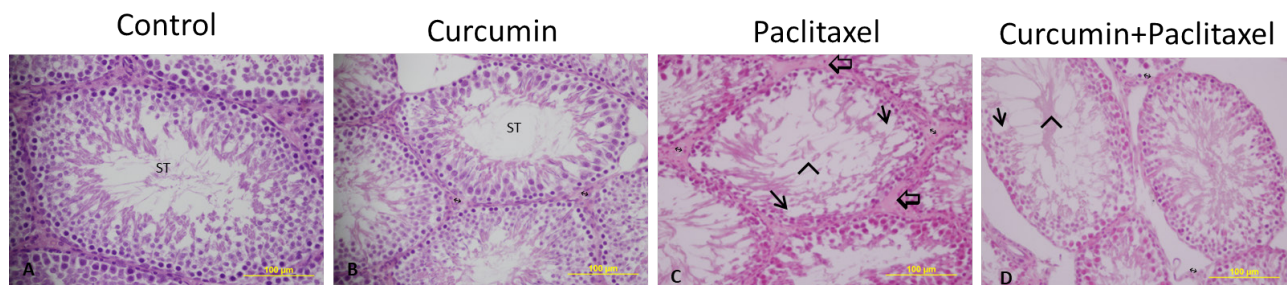 Control
Curcumin
Paclitaxel
Curcumin+Paclitaxel
ST
ST
A
100 µm
B
100 µm
C
100 µm
D
100 µm